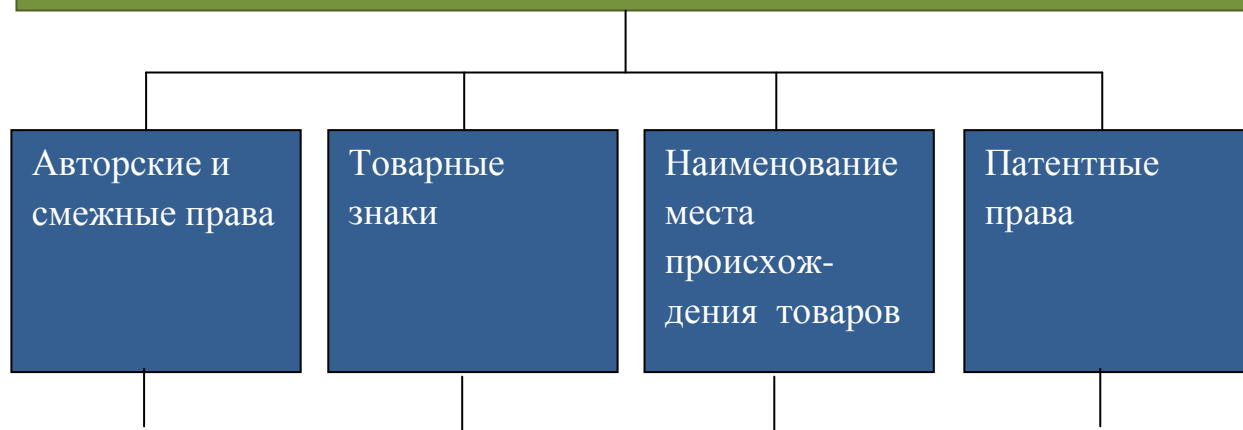 Авторские и
смежные права
Товарные
знаки
Наименование
места
происхож-
дения товаров
Патентные
права